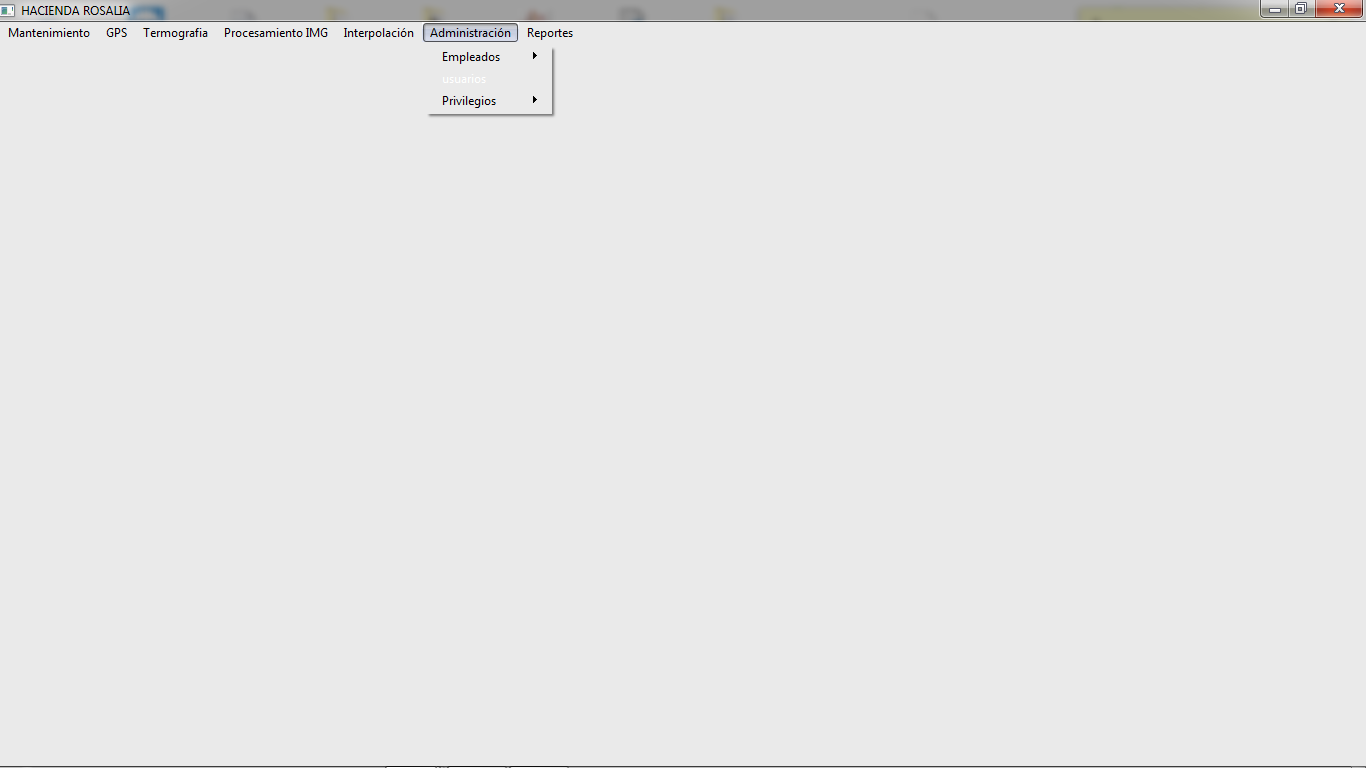 HACIENDA ROSALIA
Mantenimiento GPS Termografia Procesamiento IMG Interpolación Administración Reportes
Empleados
usuarios
Privilegios